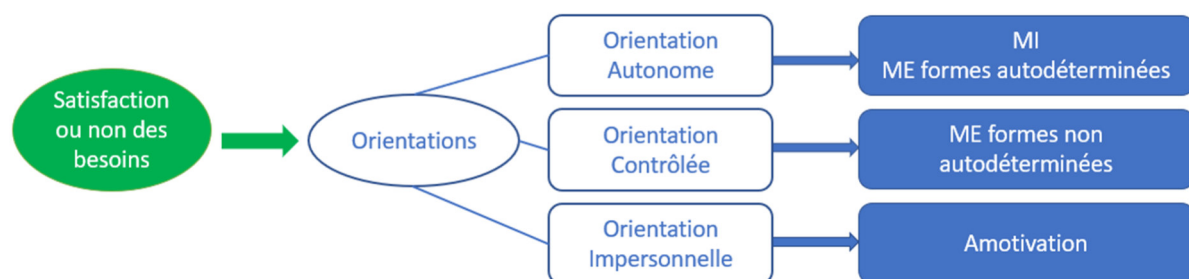 Satisfaction
ou non des
besoins
Orientations
Orientation
Autonome
MI
ME formes autodéterminées
Orientation
Contrôlée
ME formes non
autodéterminées
Orientation
Impersonnelle
Amotivation